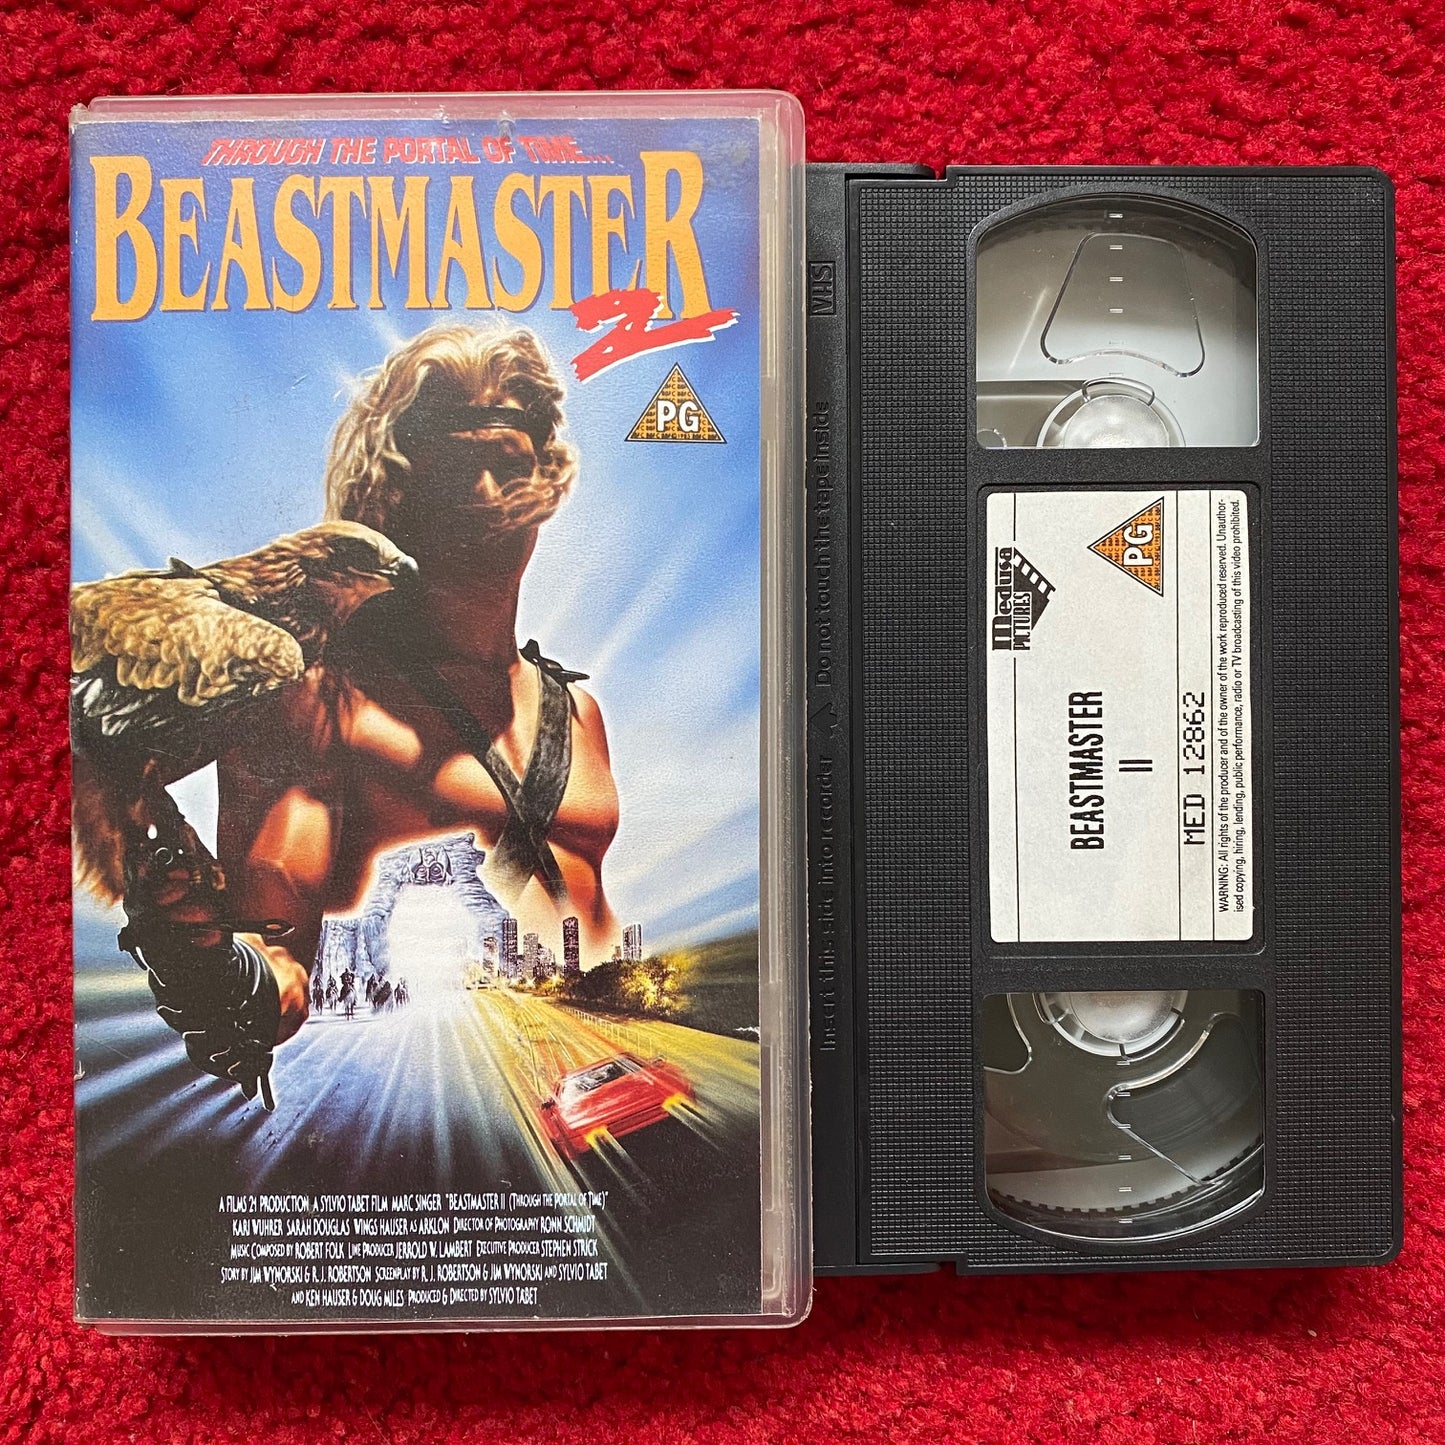 THROUGH THE PORTAL OF TIME...
BEASTMASTER
2
PG
A FILMS 21 PRODUCTION A SYLVIO TABET FILM MARC SINGER "BEASTMASTER II (THROUGH THE PORTAL OF TIME)"
KARI WUHRER SARAH DOUGLAS WINGS HAUSER AS ARKLON DIRECTOR OF PHOTOGRAPHY RONN SCHMIDT
MUSIC COMPOSED BY ROBERT FOLK LINE PRODUCER JERROLD W. LAMBERT EXECUTIVE PRODUCER STEPHEN STRICK
STORY BY JIM WYNORSKI & R. J. ROBERTSON SCREENPLAY BY R. J. ROBERTSON & JIM WYNORSKI AND SYLVIO TABET
AND KEN HAUSER & DOUG MILES PRODUCED & DIRECTED BY SYLVIO TABET
VHS
Insert this side into recorder Do not touch the tape inside
medusa
PICTURES
PG
BEASTMASTER
II
MED 12862
WARNING: All rights of the producer and of the owner of the work reproduced reserved. Unauthor-
ised copying, hiring, lending, public performance, radio or TV broadcasting of this video prohibited.